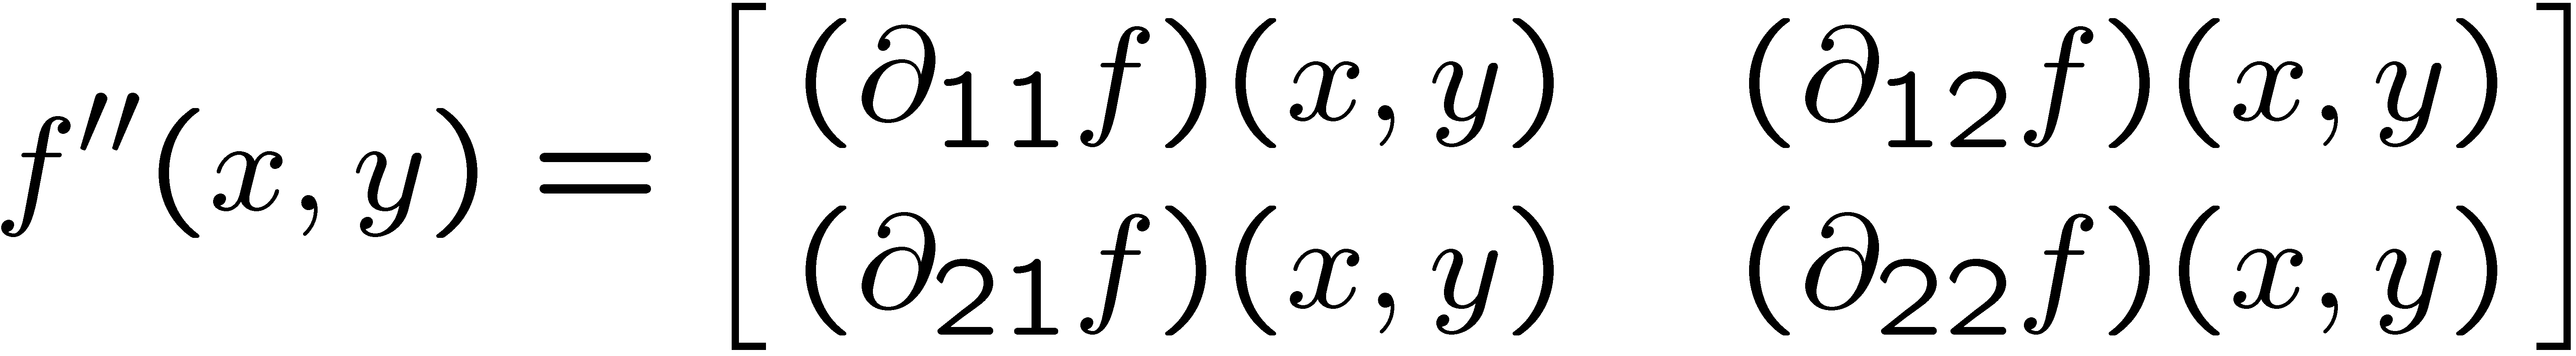 f″(x, y) = [ (∂₁₁f)(x, y) (∂₁₂f)(x, y)
(∂₂₁f)(x, y) (∂₂₂f)(x, y) ]